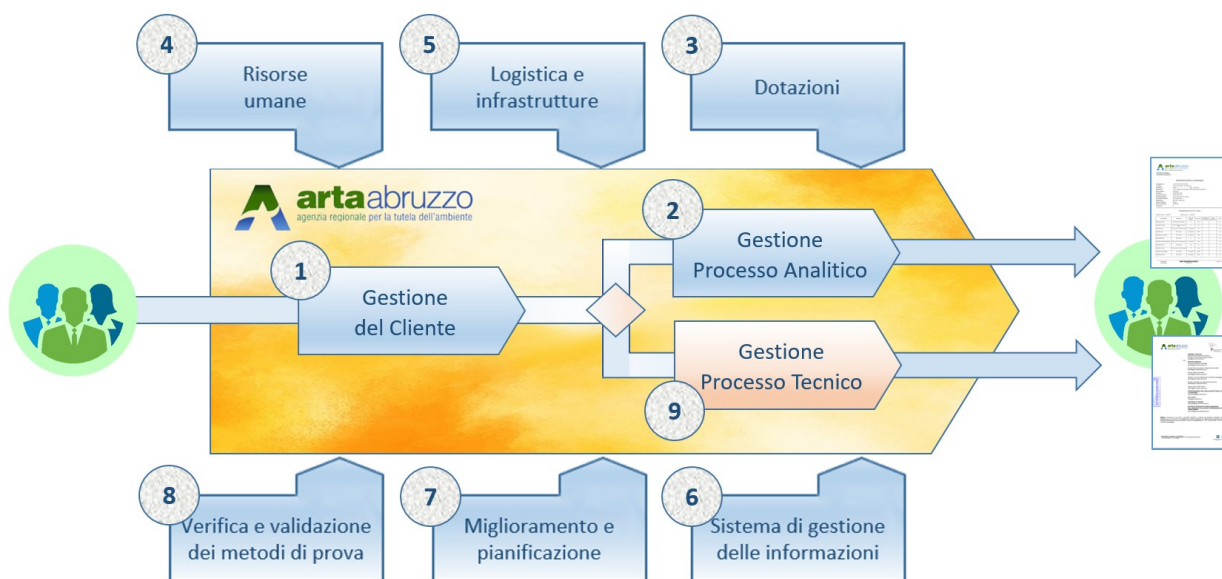 4
Risorse
umane
5
Logistica e
infrastrutture
3
Dotazioni
artaabruzzo
agenzia regionale per la tutela dell'ambiente
1
Gestione
del Cliente
2
Gestione
Processo Analitico
Gestione
Processo Tecnico
9
8
Verifica e validazione
dei metodi di prova
7
Miglioramento e
pianificazione
6
Sistema di gestione
delle informazioni